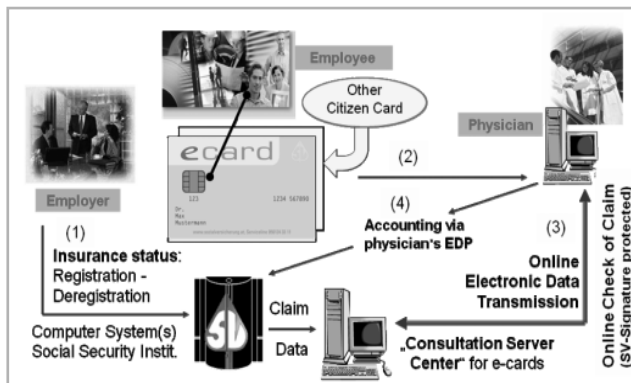 Employee
Other
Citizen Card
Physician
ecard
123
1234 567890
Dr.
Max
Mustermann
Employer
(1)
(2)
(3)
(4)
Insurance status:
Registration -
Deregistration
Computer System(s)
Social Security Instit.
SV
Claim
Data
Accounting via
physician's EDP
Online
Electronic Data
Transmission
„Consultation Server
Center“ for e-cards
Online Check of Claim
(SV-Signature protected)